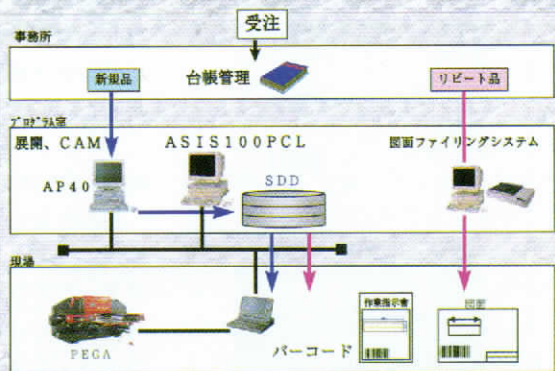 受注
事務所
新規品
台帳管理
リピート品
プログラム室
展開、CAM
ASIS100PCL
図面ファイリングシステム
AP40
SDD
現場
作業指示書
図面
PEGA
バーコード